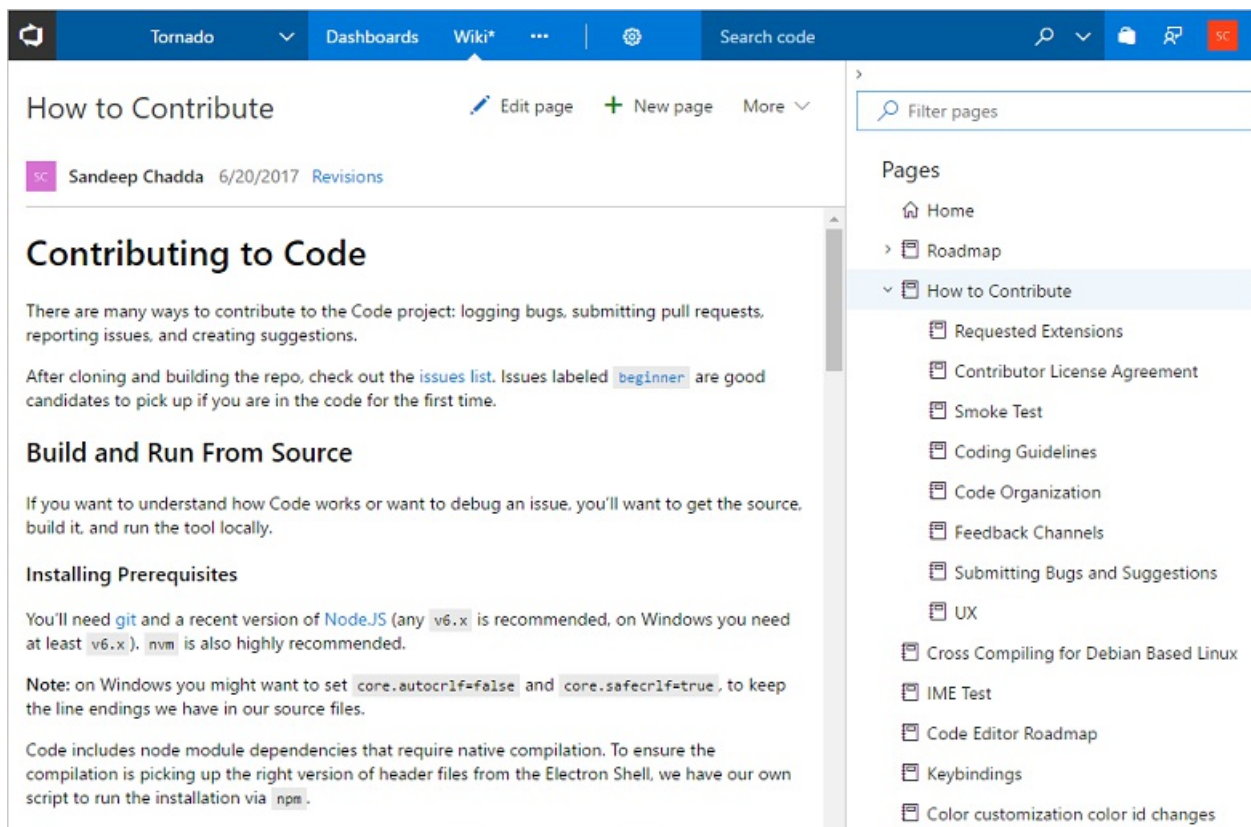 Tornado Dashboards Wiki* ··· Search code SC
How to Contribute Edit page New page More
SC Sandeep Chadda 6/20/2017 Revisions
Contributing to Code
There are many ways to contribute to the Code project: logging bugs, submitting pull requests,
reporting issues, and creating suggestions.
After cloning and building the repo, check out the issues list. Issues labeled beginner are good
candidates to pick up if you are in the code for the first time.
Build and Run From Source
If you want to understand how Code works or want to debug an issue, you'll want to get the source,
build it, and run the tool locally.
Installing Prerequisites
You'll need git and a recent version of Node.JS (any v6.x is recommended, on Windows you need
at least v6.x). nvm is also highly recommended.
Note: on Windows you might want to set core.autocrlf=false and core.safecrlf=true, to keep
the line endings we have in our source files.
Code includes node module dependencies that require native compilation. To ensure the
compilation is picking up the right version of header files from the Electron Shell, we have our own
script to run the installation via npm.
Filter pages
Pages
Home
Roadmap
How to Contribute
Requested Extensions
Contributor License Agreement
Smoke Test
Coding Guidelines
Code Organization
Feedback Channels
Submitting Bugs and Suggestions
UX
Cross Compiling for Debian Based Linux
IME Test
Code Editor Roadmap
Keybindings
Color customization color id changes